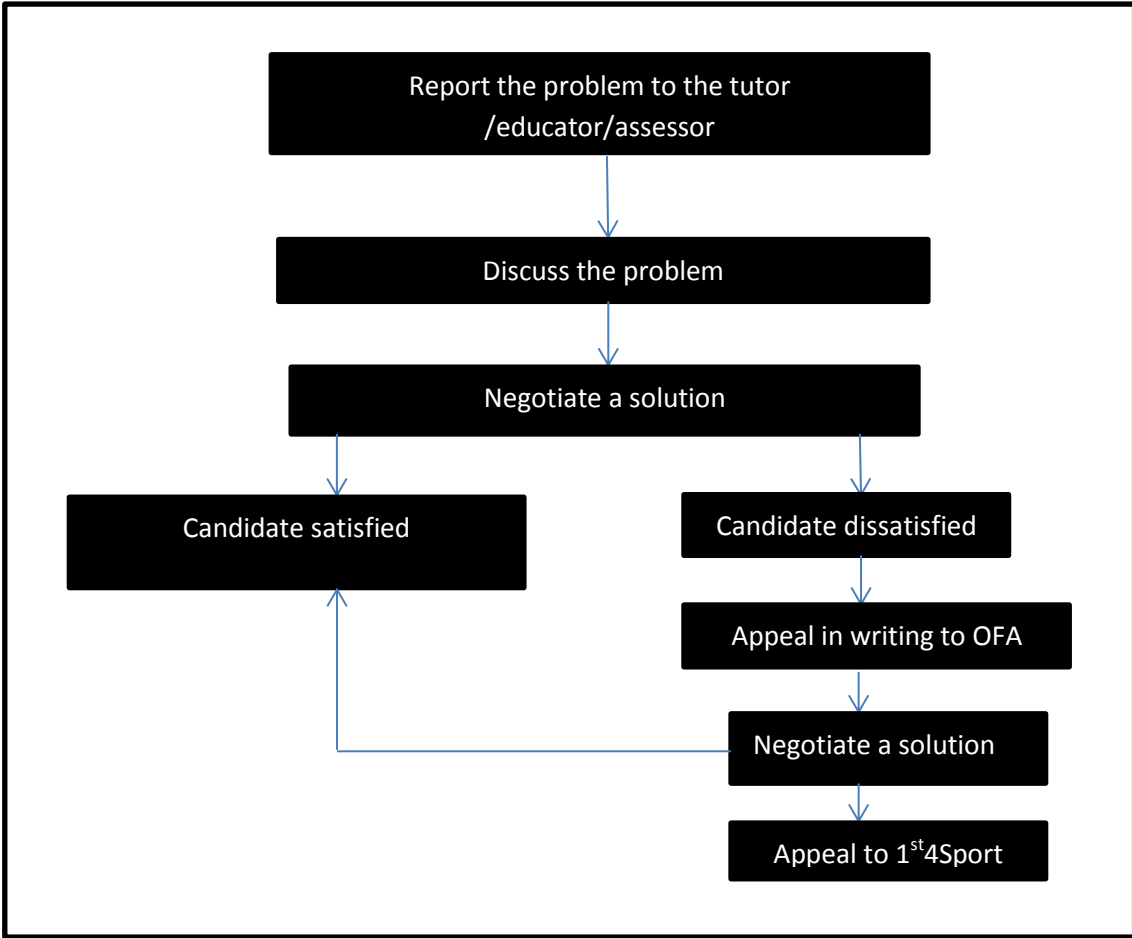 Report the problem to the tutor
/educator/assessor
Discuss the problem
Negotiate a solution
Candidate satisfied
Candidate dissatisfied
Appeal in writing to OFA
Negotiate a solution
Appeal to 1st4Sport